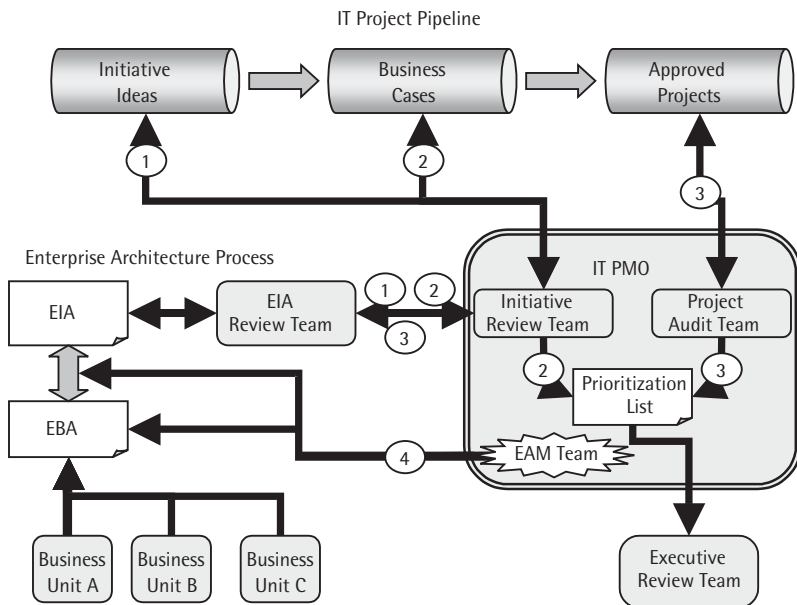 IT Project Pipeline
Initiative
Ideas
Business
Cases
Approved
Projects
1
2
3
Enterprise Architecture Process
IT PMO
EIA
EIA
Review Team
1
2
3
Initiative
Review Team
Project
Audit Team
2
3
Prioritization
List
EBA
4
EAM Team
Business
Unit A
Business
Unit B
Business
Unit C
Executive
Review Team